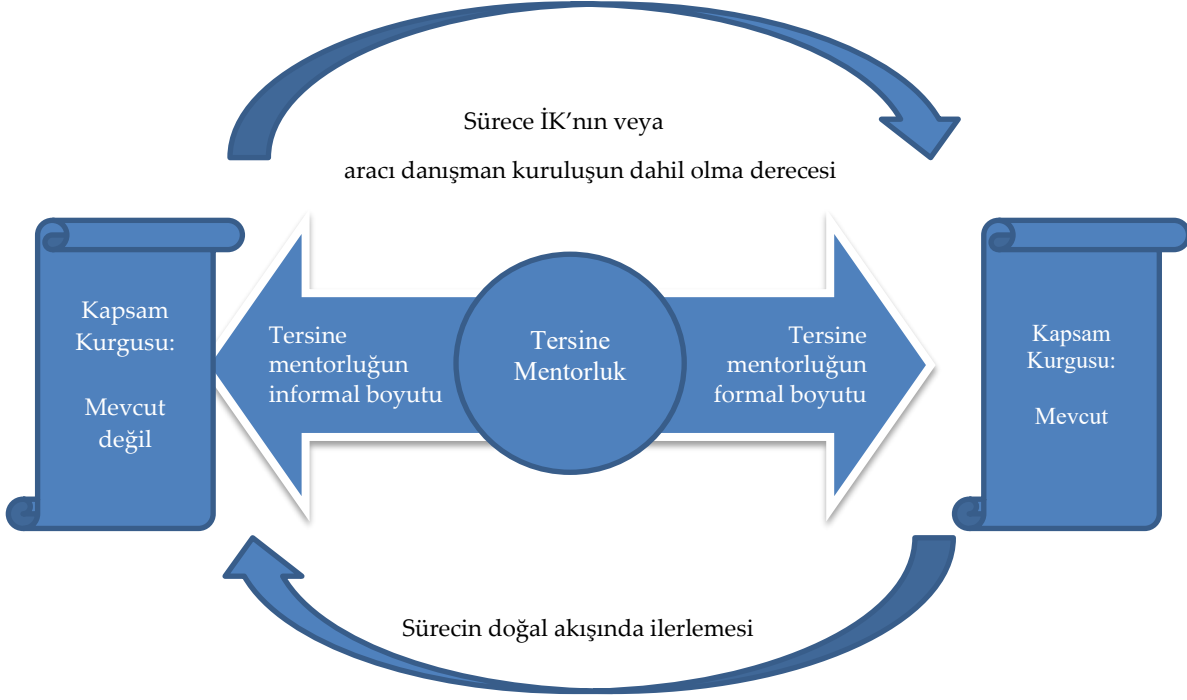 Sürece İK’nın veya
aracı danışman kuruluşun dahil olma derecesi
Kapsam
Kurgusu:
Mevcut
değil
Tersine
mentorluğun
informal boyutu
Tersine
Mentorluk
Tersine
mentorluğun
formal boyutu
Kapsam
Kurgusu:
Mevcut
Sürecin doğal akışında ilerlemesi